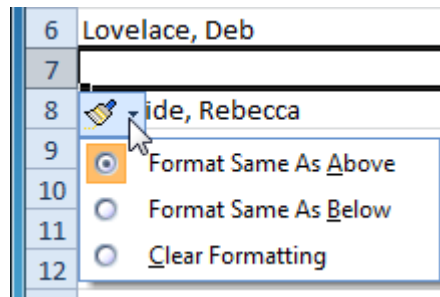 6 Lovelace, Deb
7
8 ide, Rebecca
9 Format Same As Above
10 Format Same As Below
11
12 Clear Formatting